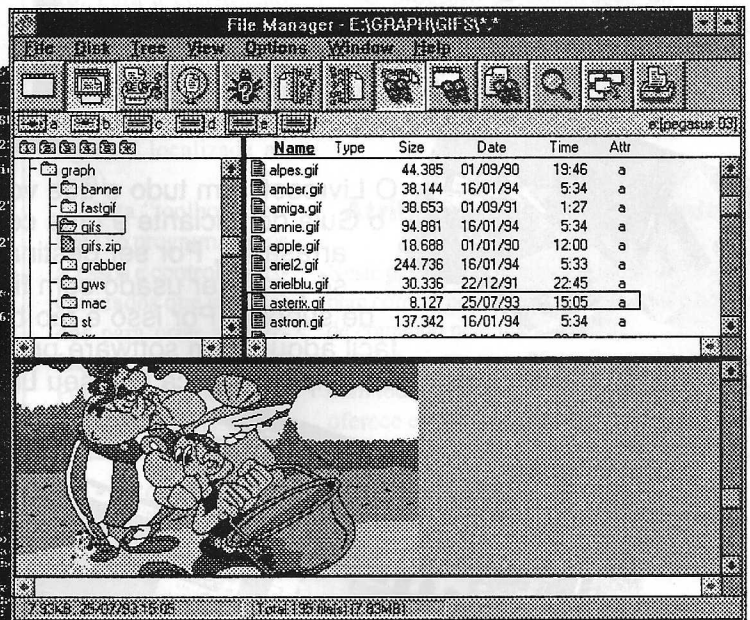 File Manager - E:\GRAPH\GIFS\*.*
File Disk Tree View Options Window Help
a b c d e f
e:[pegasus 03]
graph
banner
fastgif
gifs
gifs.zip
grabber
gws
mac
st
Name Type Size Date Time Attr
alpes.gif 44.385 01/09/90 19:46 a
amber.gif 38.144 16/01/94 5:34 a
amiga.gif 38.653 01/09/91 1:27 a
annie.gif 94.881 16/01/94 5:34 a
apple.gif 18.688 01/01/90 12:00 a
ariel2.gif 244.736 16/01/94 5:33 a
arielblu.gif 30.336 22/12/91 22:45 a
asterix.gif 8.127 25/07/93 15:05 a
astron.gif 137.342 16/01/94 5:34 a
7.93KB, 25/07/93 15:05
Total 135 file(s) (7.83MB)